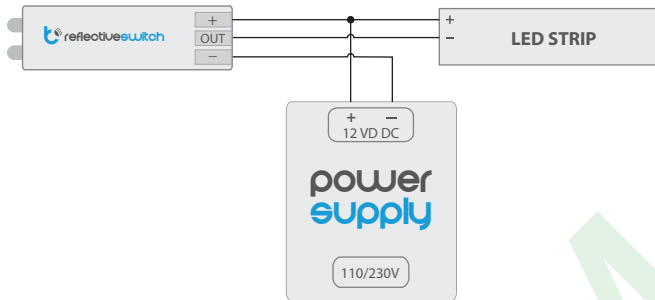 +
reflectiveswitch
OUT
−
+
−
LED STRIP
+ −
12 VD DC
power
supply
110/230V